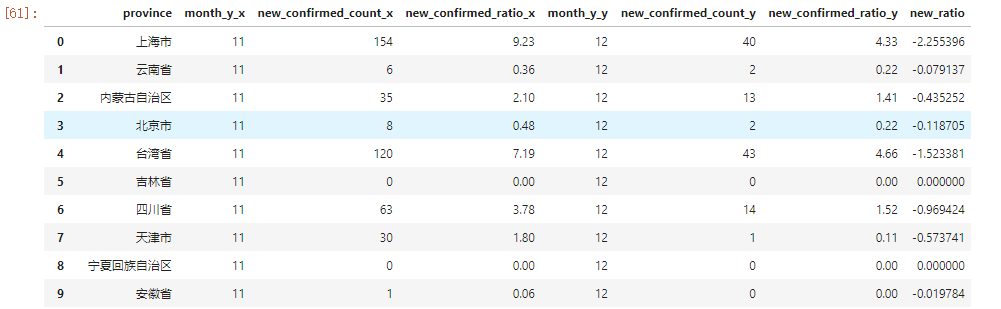 [61]: province month_y_x new_confirmed_count_x new_confirmed_ratio_x month_y_y new_confirmed_count_y new_confirmed_ratio_y new_ratio
0 上海市 11 154 9.23 12 40 4.33 -2.255396
1 云南省 11 6 0.36 12 2 0.22 -0.079137
2 内蒙古自治区 11 35 2.10 12 13 1.41 -0.435252
3 北京市 11 8 0.48 12 2 0.22 -0.118705
4 台湾省 11 120 7.19 12 43 4.66 -1.523381
5 吉林省 11 0 0.00 12 0 0.00 0.000000
6 四川省 11 63 3.78 12 14 1.52 -0.969424
7 天津市 11 30 1.80 12 1 0.11 -0.573741
8 宁夏回族自治区 11 0 0.00 12 0 0.00 0.000000
9 安徽省 11 1 0.06 12 0 0.00 -0.019784